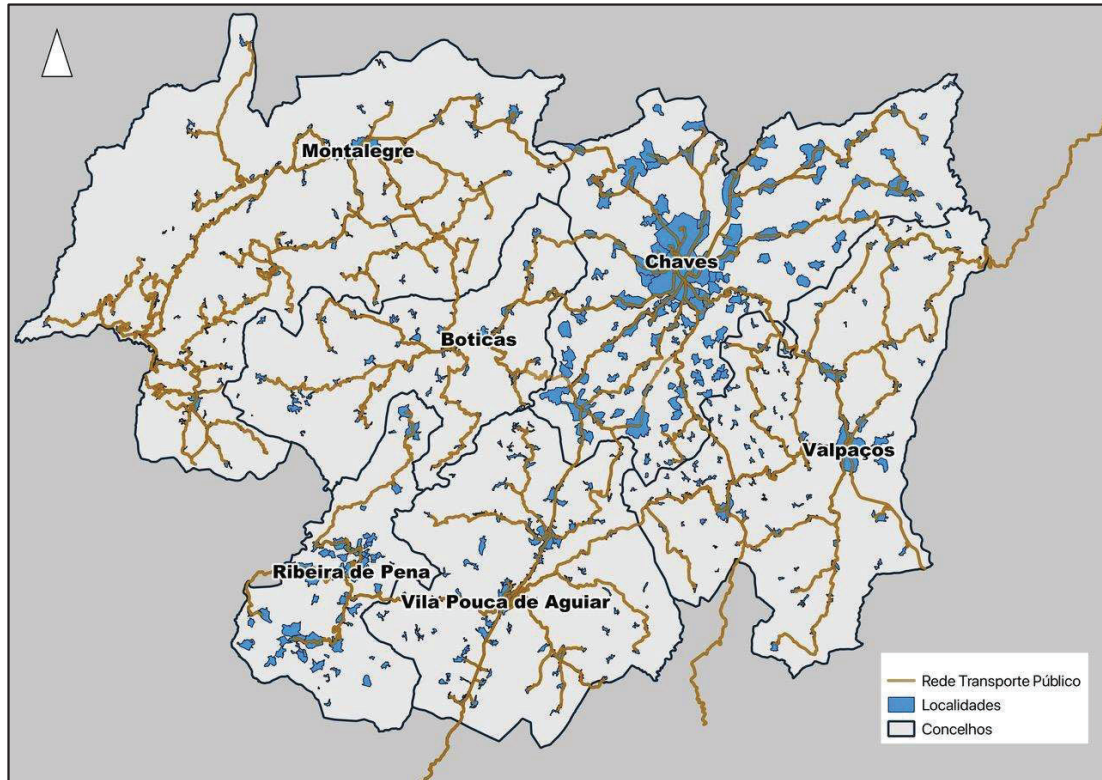 Montalegre
Chaves
Boticas
Valpaços
Ribeira de Pena
Vila Pouca de Aguiar
Rede Transporte Público
Localidades
Concelhos